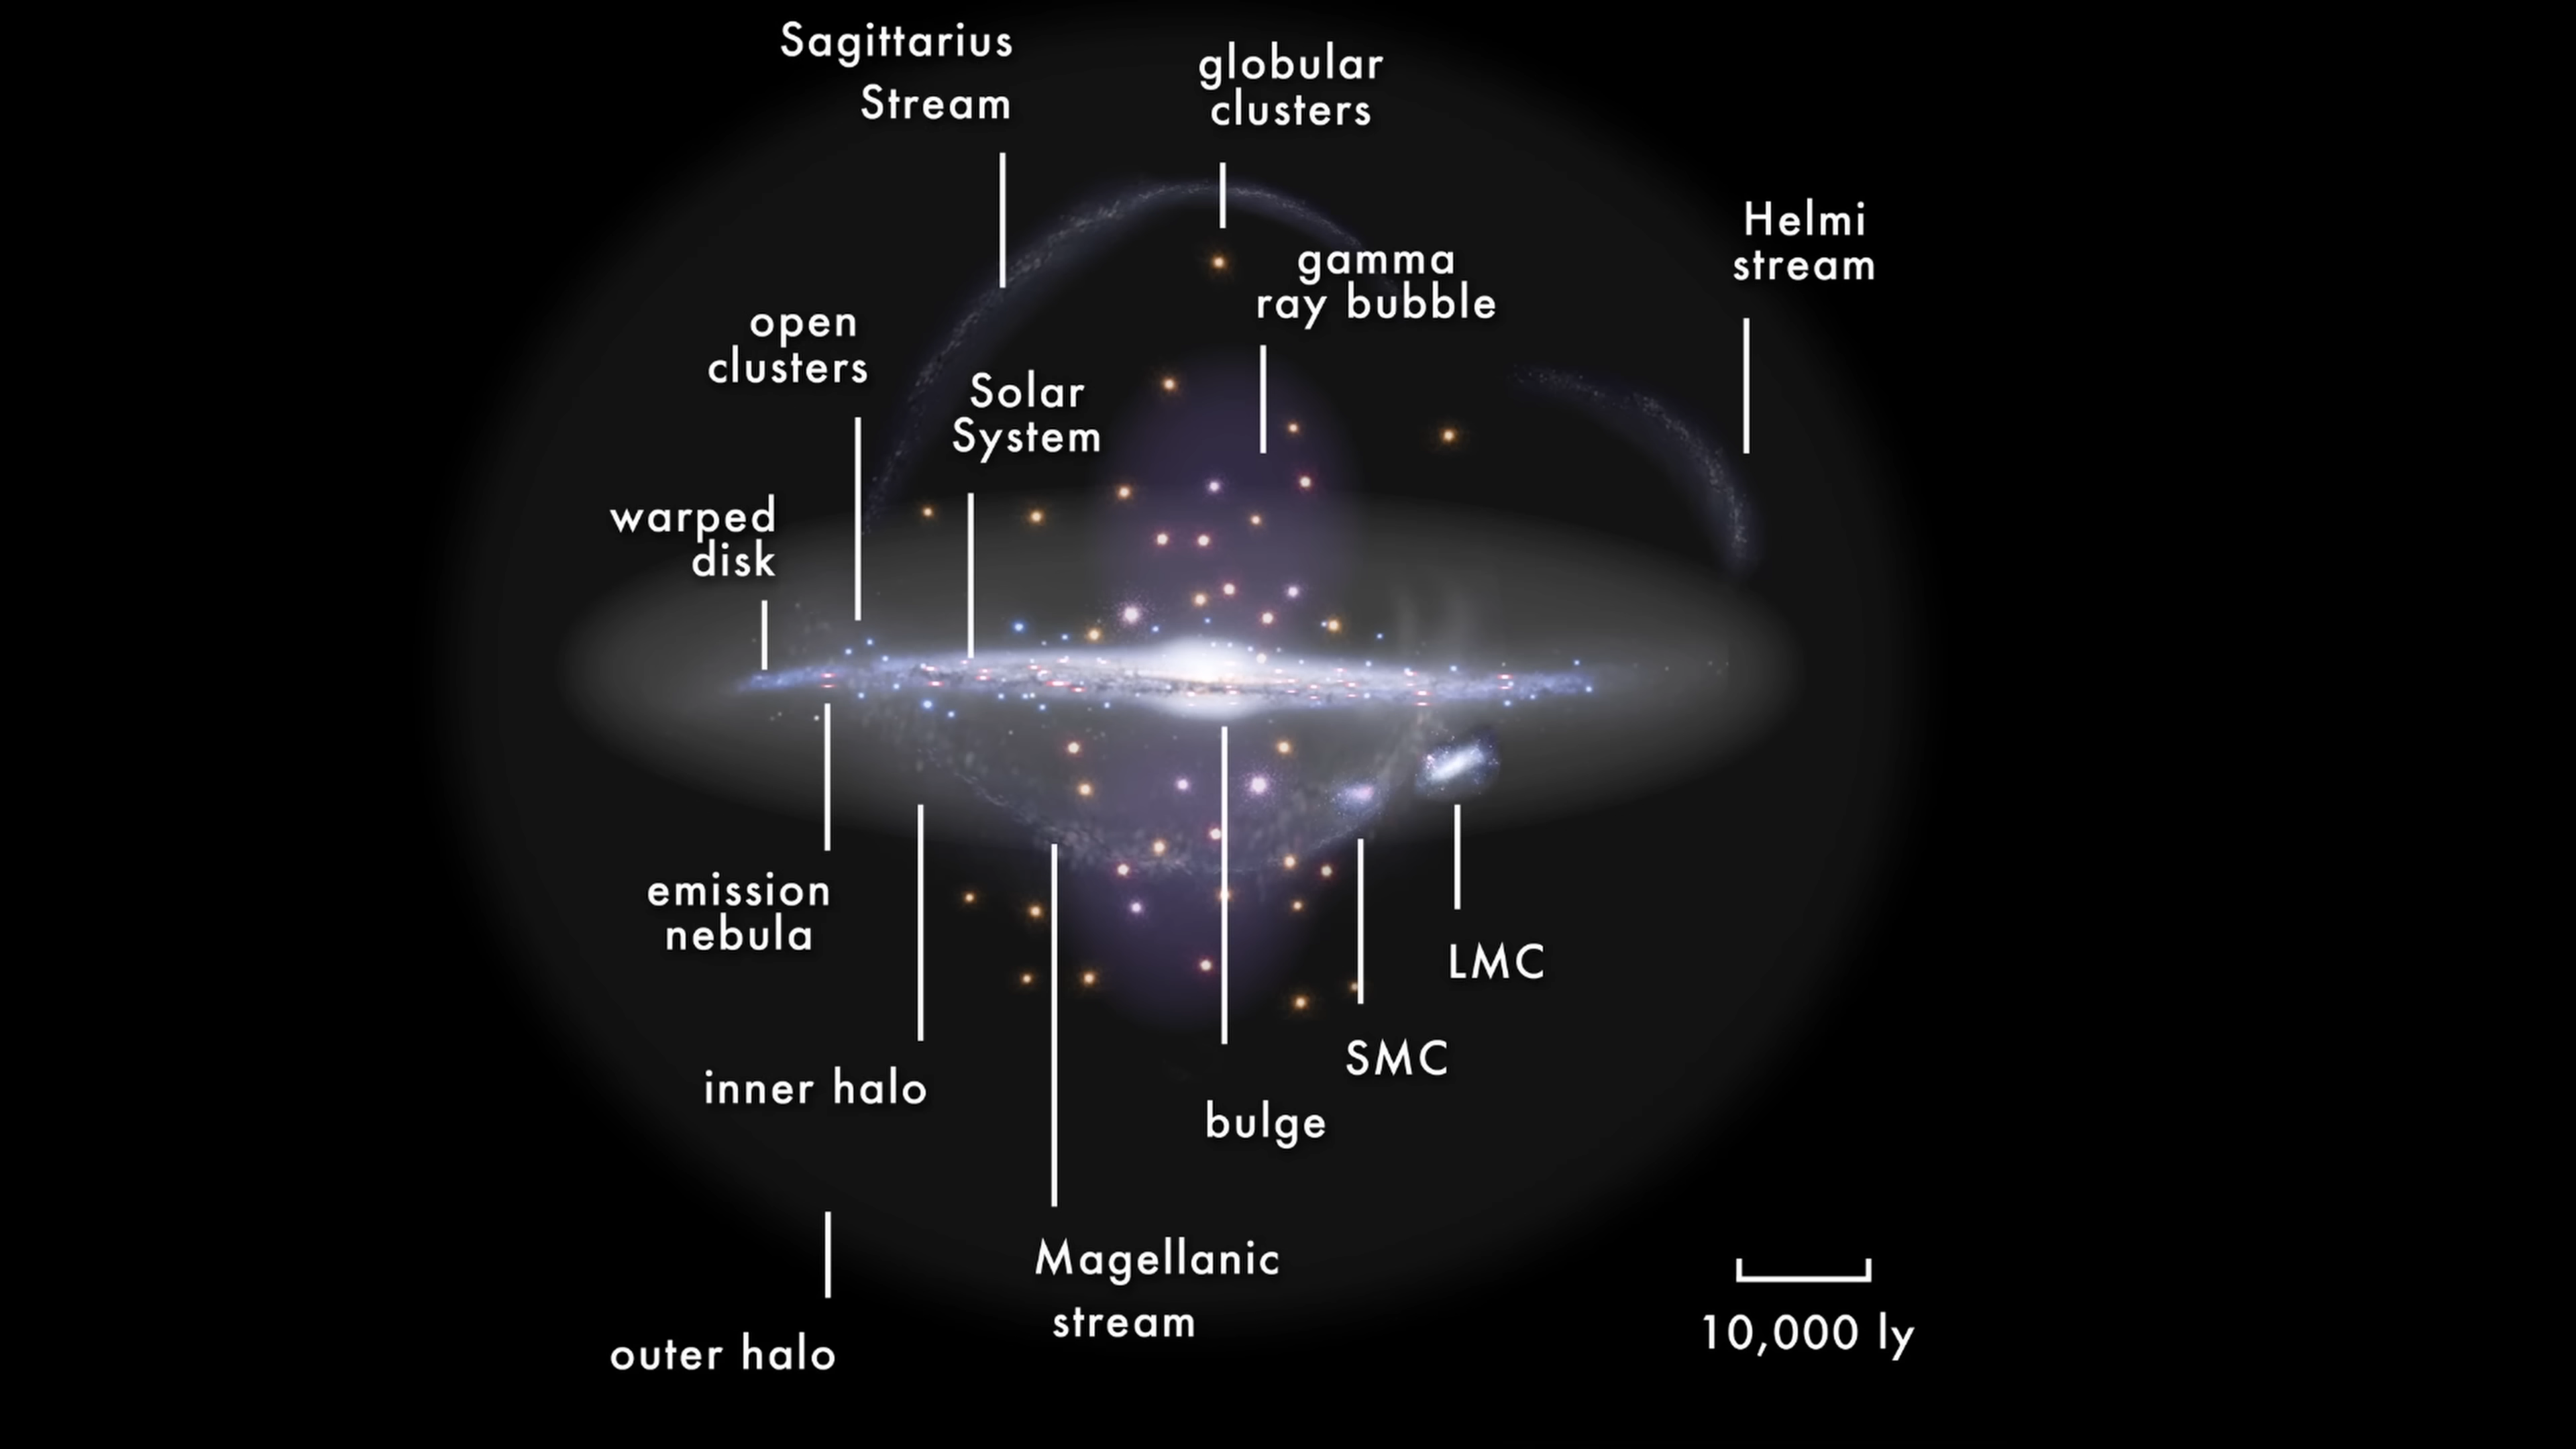 Sagittarius
Stream
globular
clusters
Helmi
stream
gamma
ray bubble
open
clusters
Solar
System
warped
disk
emission
nebula
LMC
SMC
inner halo
bulge
Magellanic
stream
outer halo
10,000 ly